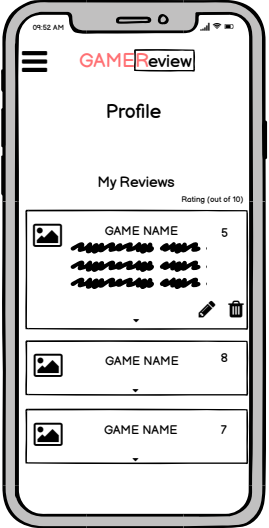 09:52 AM
GAMEReview
Profile
My Reviews
Rating (out of 10)
GAME NAME 5
GAME NAME 8
GAME NAME 7